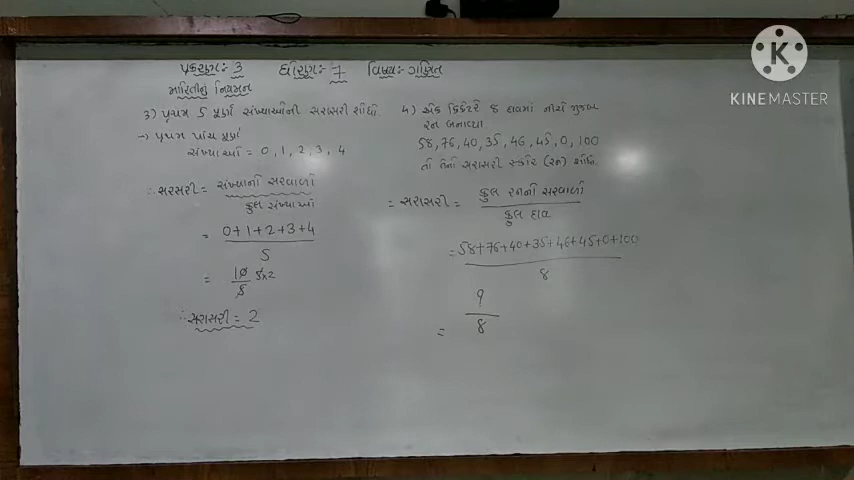 પ્રકરણ:- 3 ધોરણ:- 7 વિષય:- ગણિત
માહિતીનું નિયમન
3) પ્રથમ 5 પૂર્ણ સંખ્યાઓની સરાસરી શોધો
→ પ્રથમ પાંચ પૂર્ણ
સંખ્યાઓ = 0, 1, 2, 3, 4
∴ સરાસરી = સંખ્યાનો સરવાળો
કુલ સંખ્યાઓ
= 0+1+2+3+4
5
= 10 5×2
5
∴ સરાસરી = 2
4) એક ક્રિકેટરે 8 દાવમાં નીચે મુજબ
રન બનાવ્યા
58, 76, 40, 35, 46, 45, 0, 100
તો તેનો સરાસરી સ્કોર (રન) શોધો
= સરાસરી = કુલ રનનો સરવાળો
કુલ દાવ
= 58+76+40+35+46+45+0+100
8
= 9
8
K
KINEMASTER